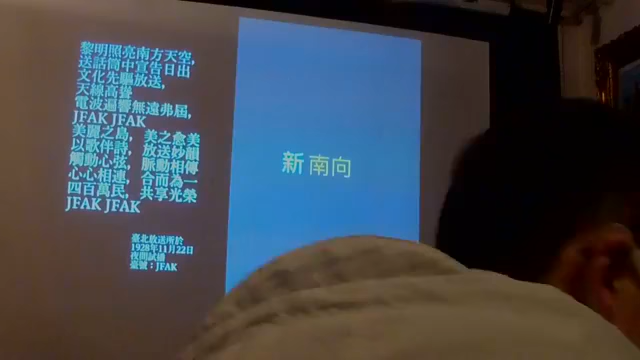 黎明照亮南方天空,
送話筒中宣告日出
文化先驅放送,
天線高聳
電波遍響無遠弗屆,
JFAK JFAK
美麗之島, 美之愈美
以歌伴詩, 放送妙韻
觸動心弦, 脈動相傳
心心相連, 合而為一
四百萬民, 共享光榮
JFAK JFAK
臺北放送所於
1928年11月22日
夜間試播
臺號:JFAK
新南向